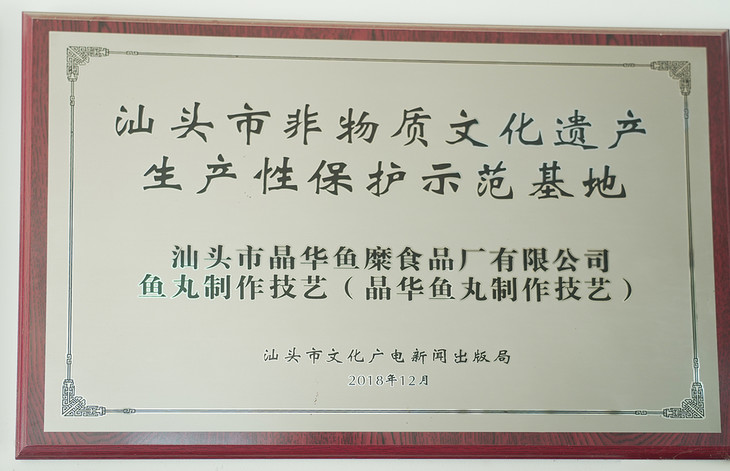 汕头市非物质文化遗产
生产性保护示范基地
汕头市晶华鱼糜食品厂有限公司
鱼丸制作技艺（晶华鱼丸制作技艺）
汕头市文化广电新闻出版局
2018年12月